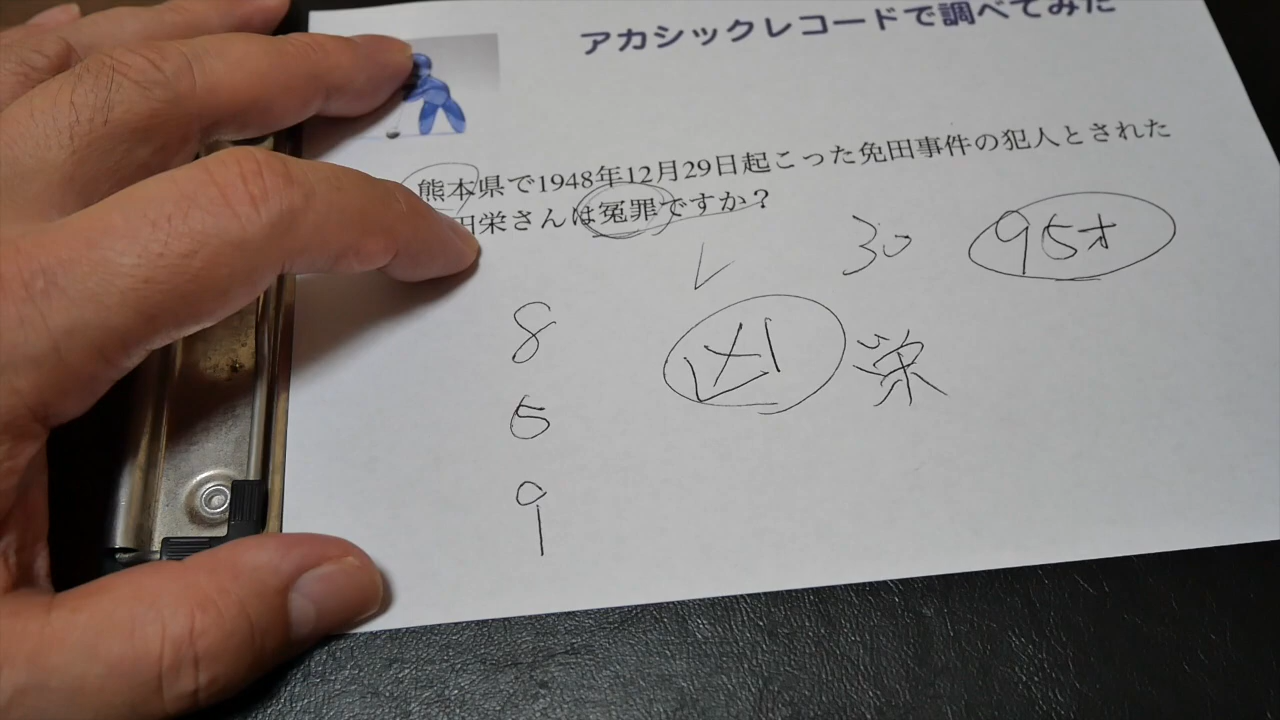 アカシックレコードで調べてみた
熊本県で1948年12月29日起こった免田事件の犯人とされた
田栄さんは冤罪ですか？
レ 30 95才
8 凶 栄
5
9